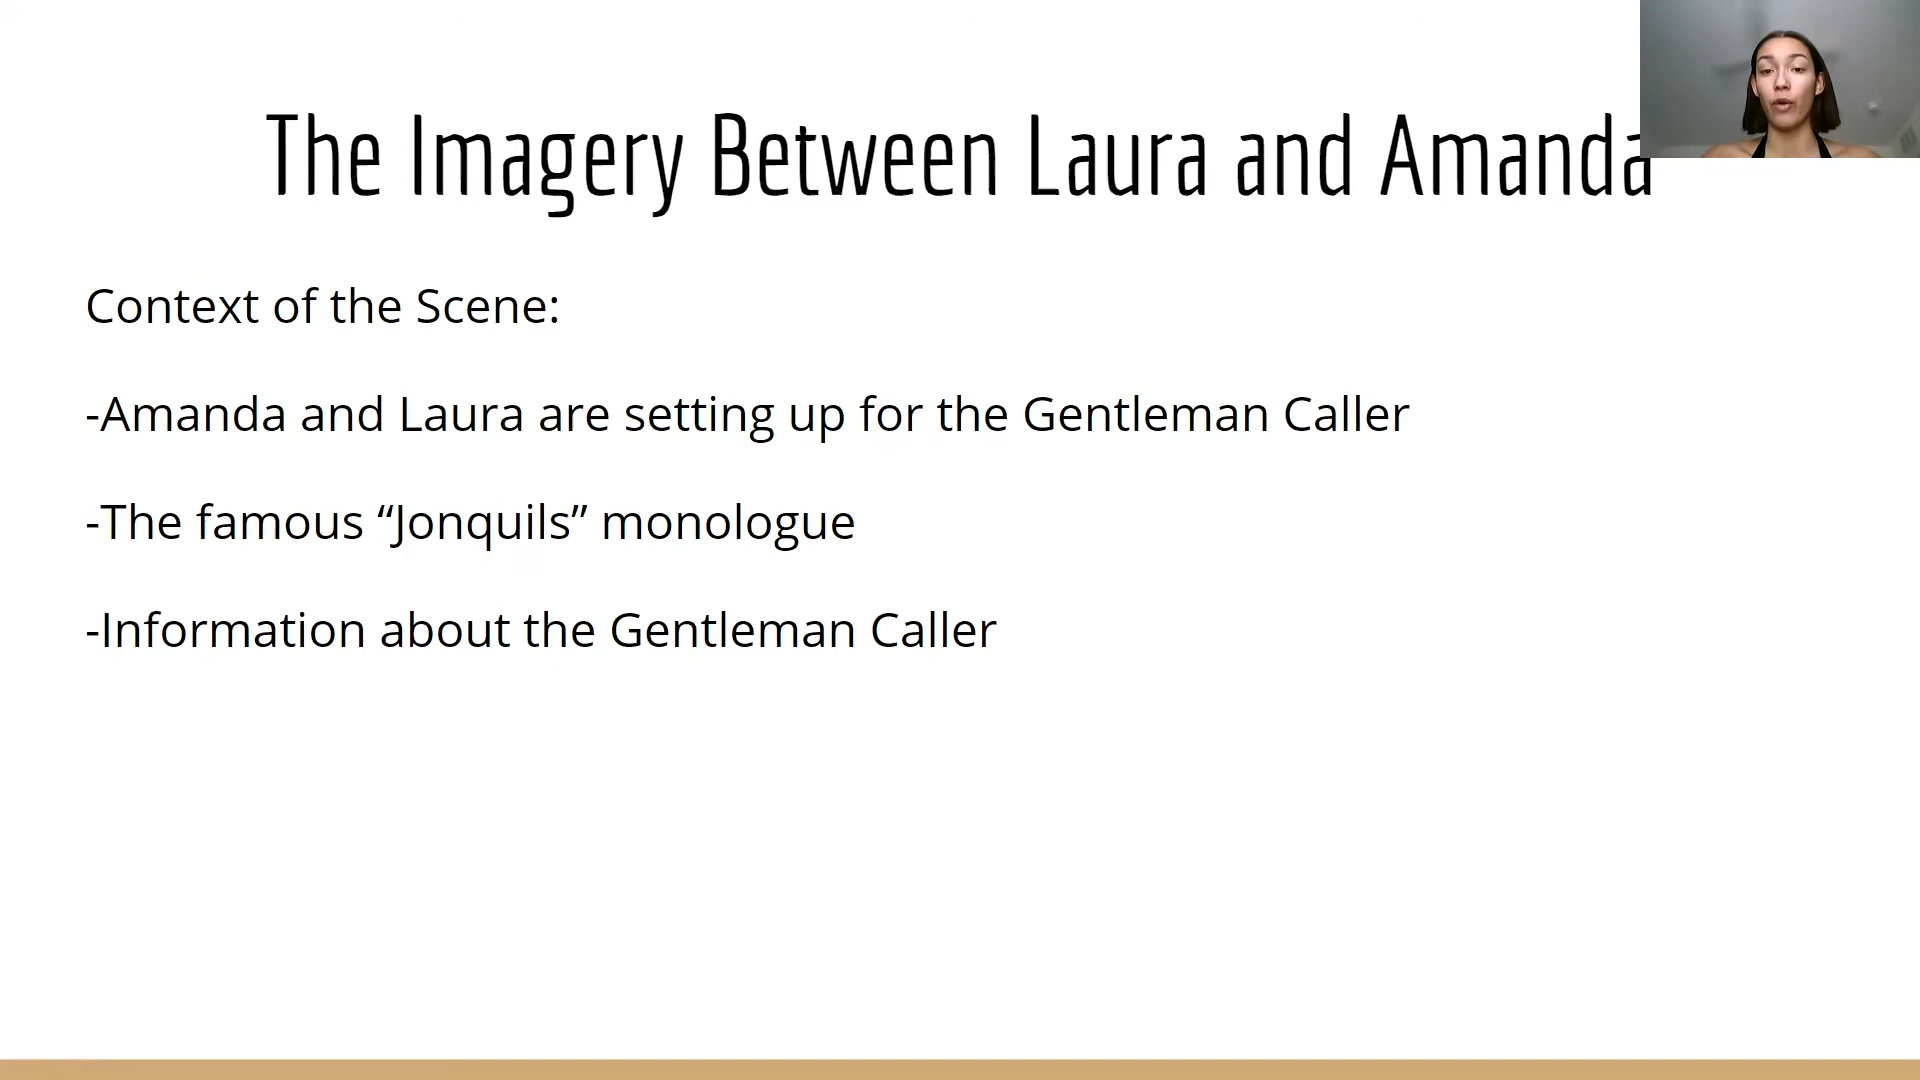 The Imagery Between Laura and Amanda
Context of the Scene:
-Amanda and Laura are setting up for the Gentleman Caller
-The famous “Jonquils” monologue
-Information about the Gentleman Caller